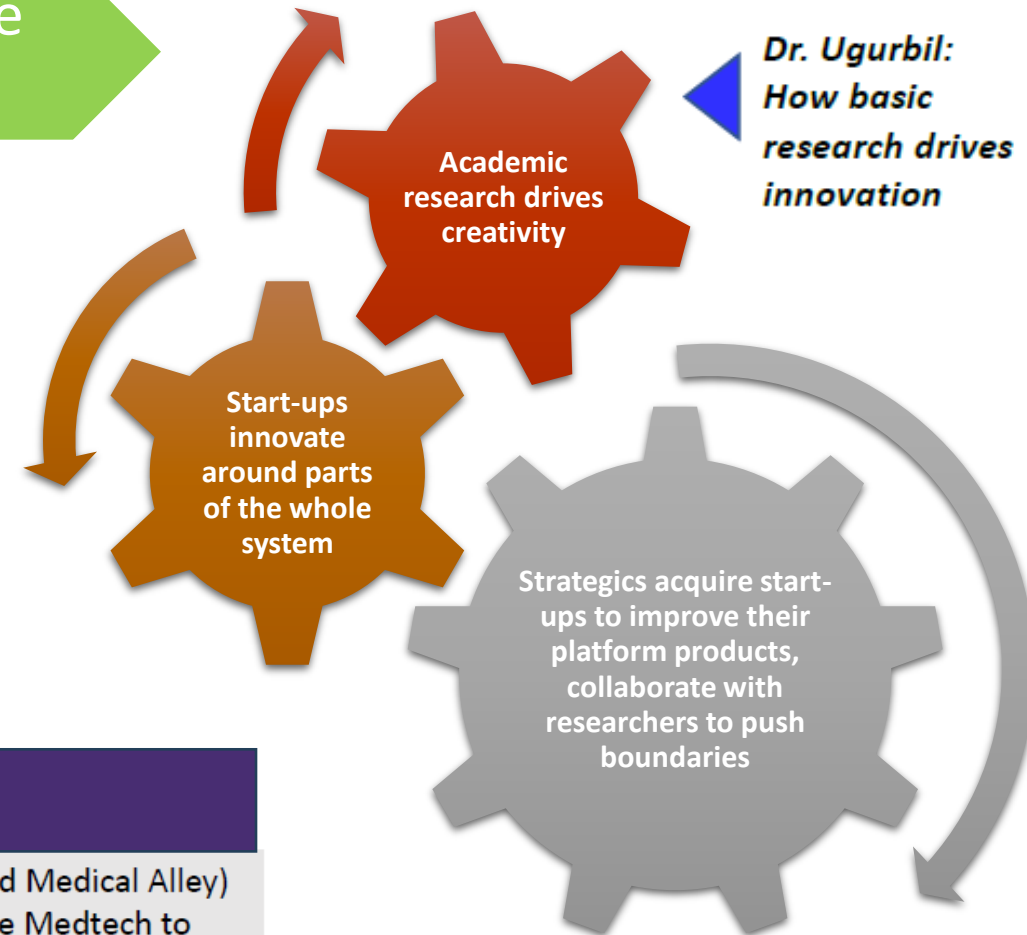 e
Dr. Ugurbil:
How basic
research drives
innovation
Academic
research drives
creativity
Start-ups
innovate
around parts
of the whole
system
Strategics acquire start-
ups to improve their
platform products,
collaborate with
researchers to push
boundaries
d Medical Alley)
e Medtech to